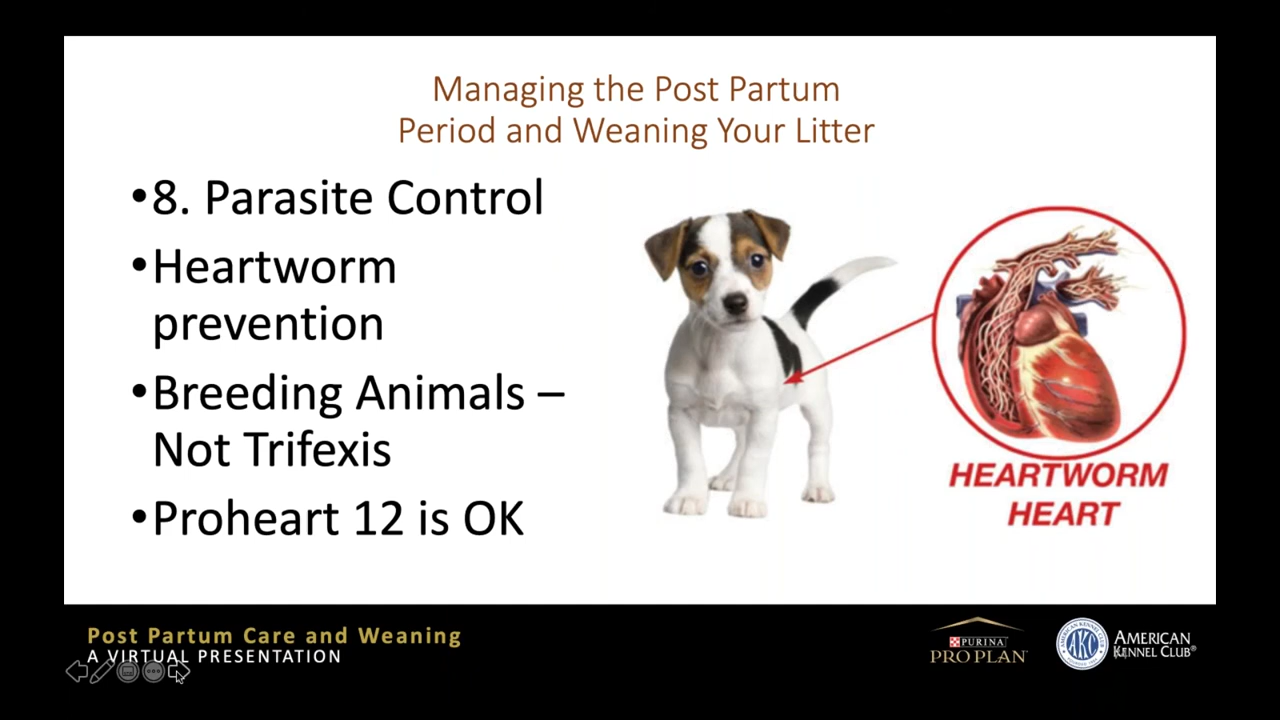 Managing the Post Partum
Period and Weaning Your Litter
•8. Parasite Control
•Heartworm
prevention
•Breeding Animals –
Not Trifexis
•Proheart 12 is OK
HEARTWORM
HEART
Post Partum Care and Weaning
A VIRTUAL PRESENTATION
PURINA
PRO PLAN
AKC
AMERICAN
KENNEL CLUB®